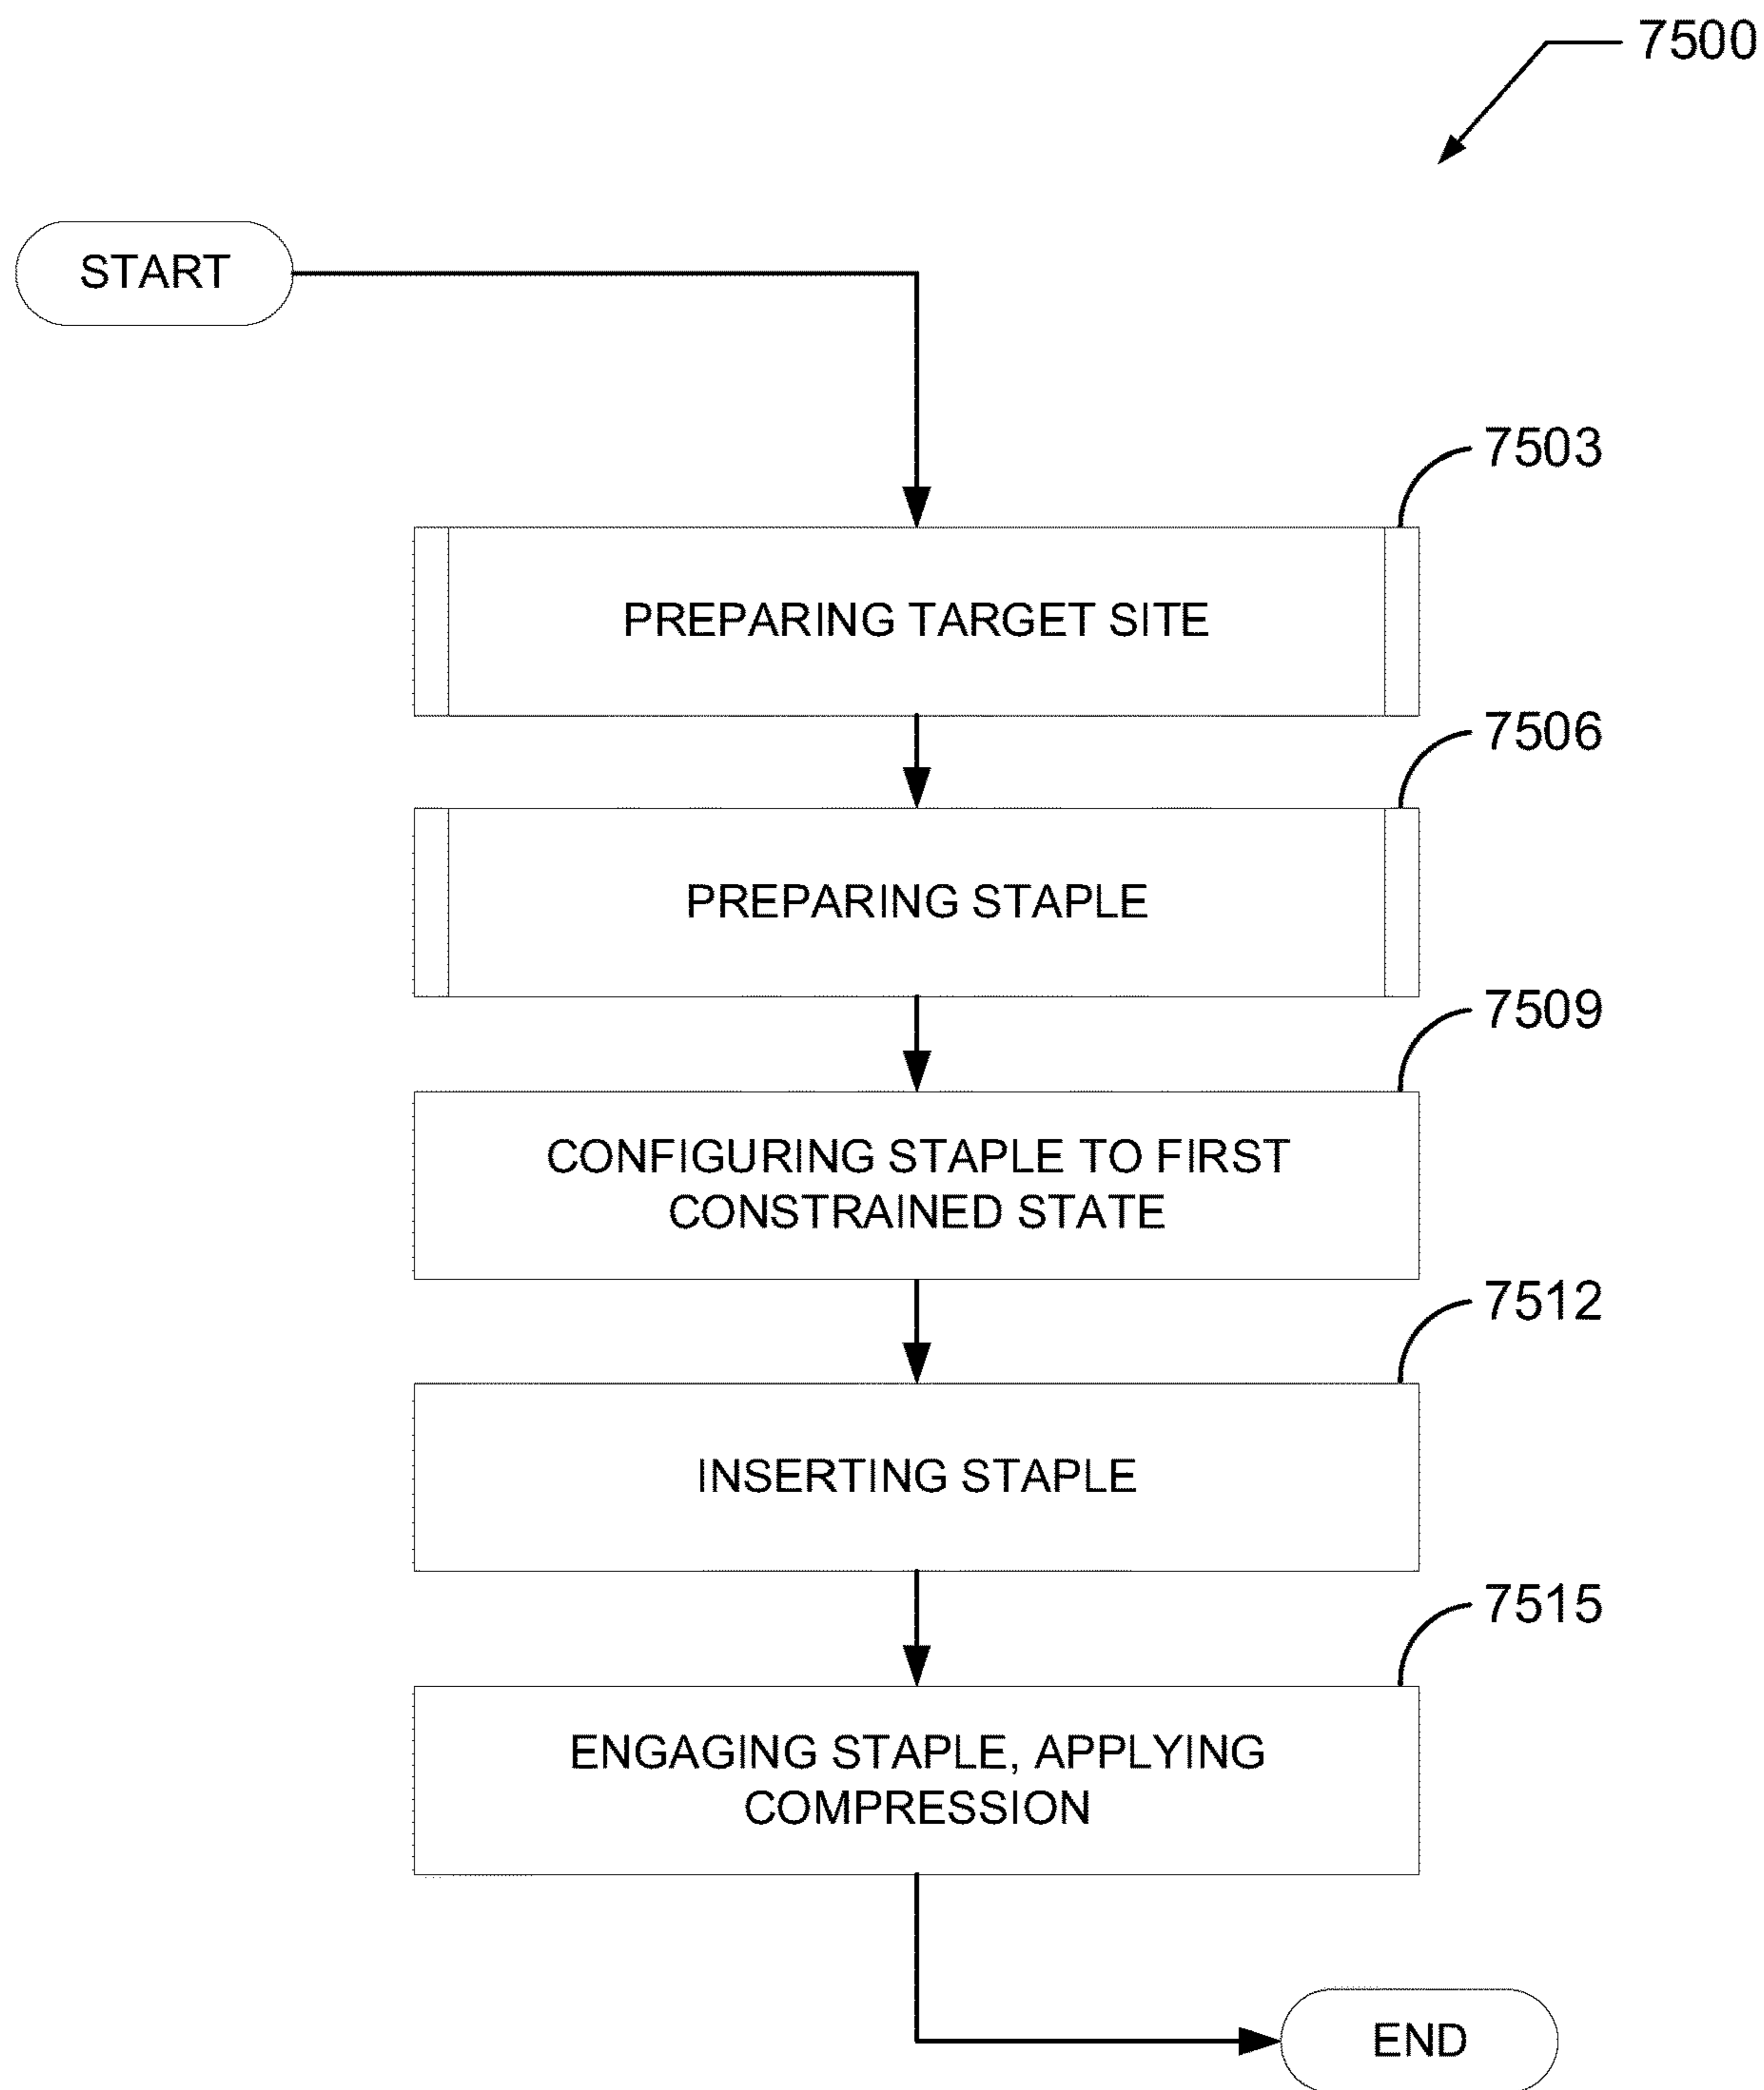 7500
START
7503
PREPARING TARGET SITE
7506
PREPARING STAPLE
7509
CONFIGURING STAPLE TO FIRST
CONSTRAINED STATE
7512
INSERTING STAPLE
7515
ENGAGING STAPLE, APPLYING
COMPRESSION
END